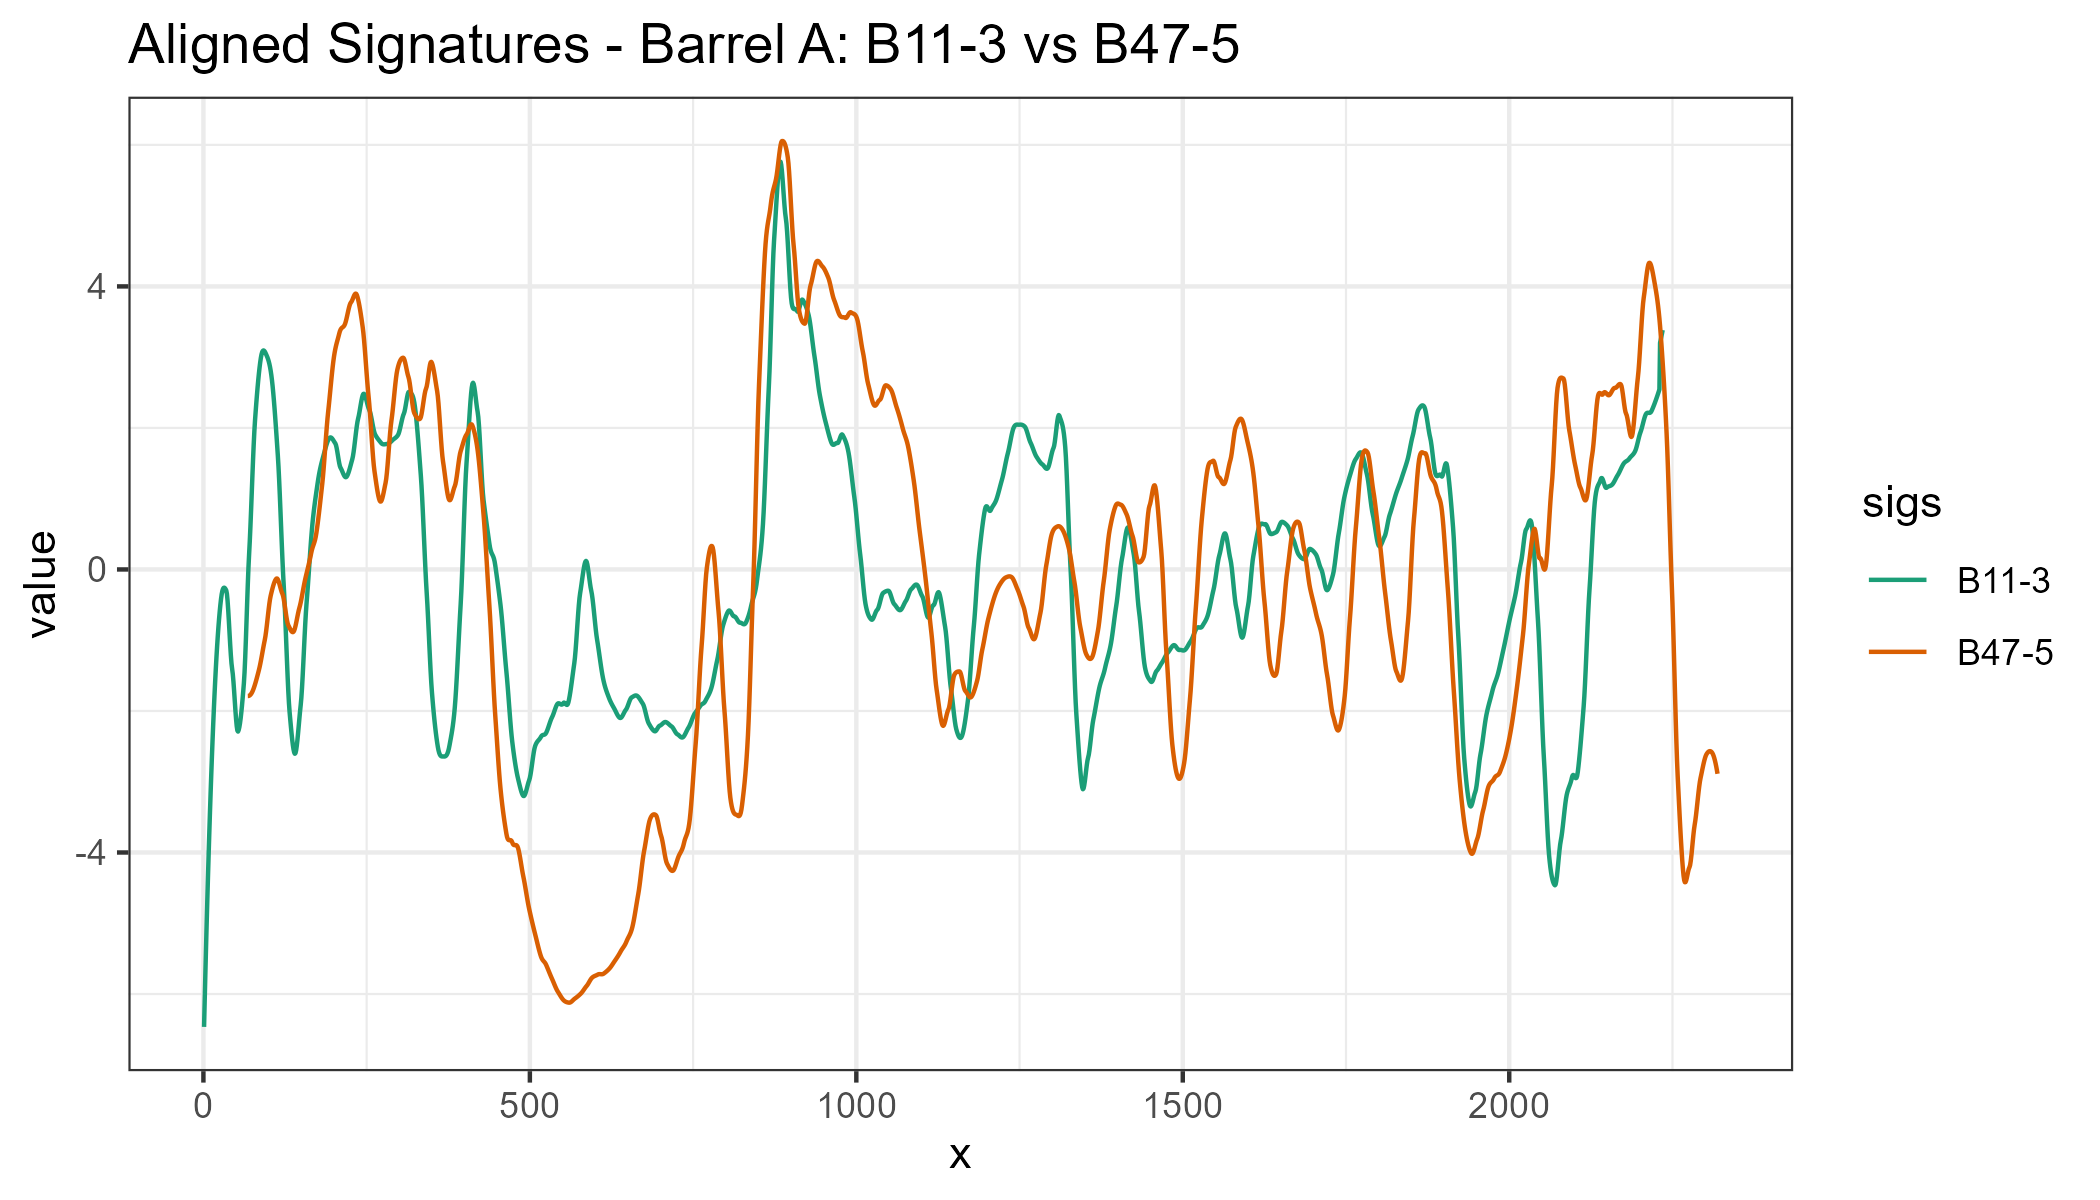 Aligned Signatures - Barrel A: B11-3 vs B47-5
value
4
0
-4
0
500
1000
1500
2000
x
sigs
B11-3
B47-5